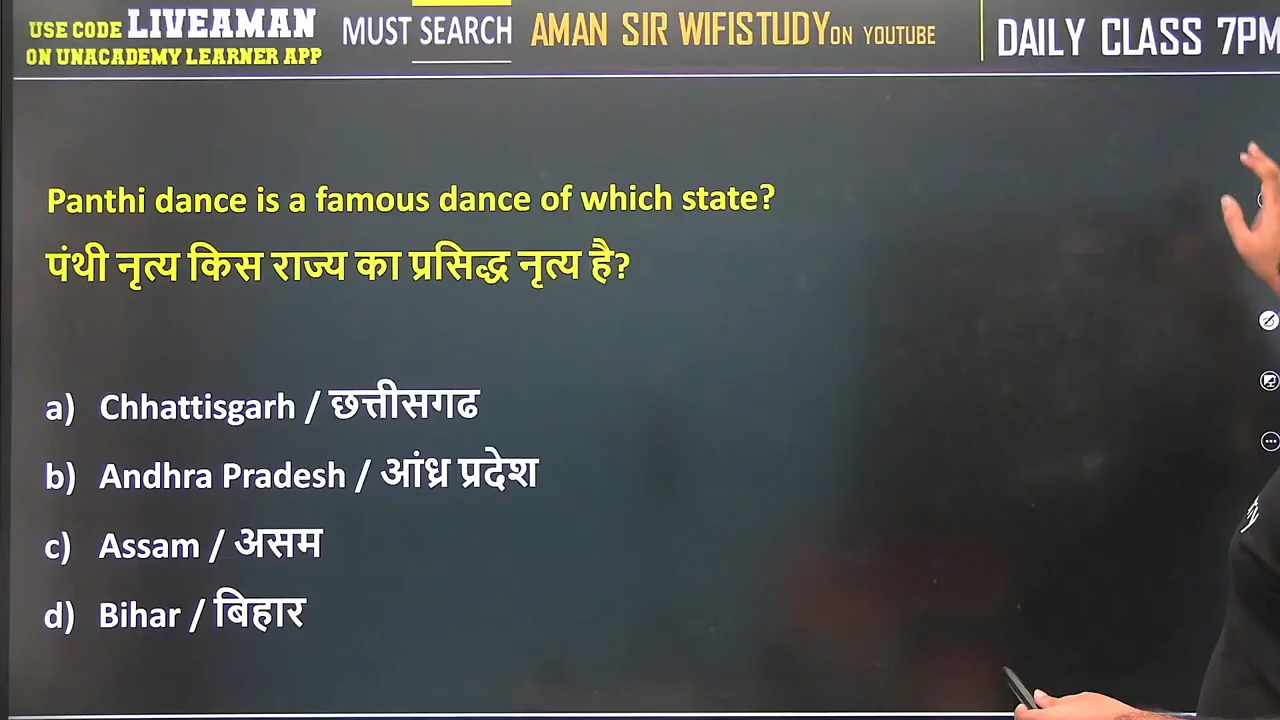 USE CODE LIVEAMAN
ON UNACADEMY LEARNER APP
MUST SEARCH
AMAN SIR WIFISTUDY ON YOUTUBE
DAILY CLASS 7PM
Panthi dance is a famous dance of which state?
पंथी नृत्य किस राज्य का प्रसिद्ध नृत्य है?
a) Chhattisgarh / छत्तीसगढ
b) Andhra Pradesh / आंध्र प्रदेश
c) Assam / असम
d) Bihar / बिहार